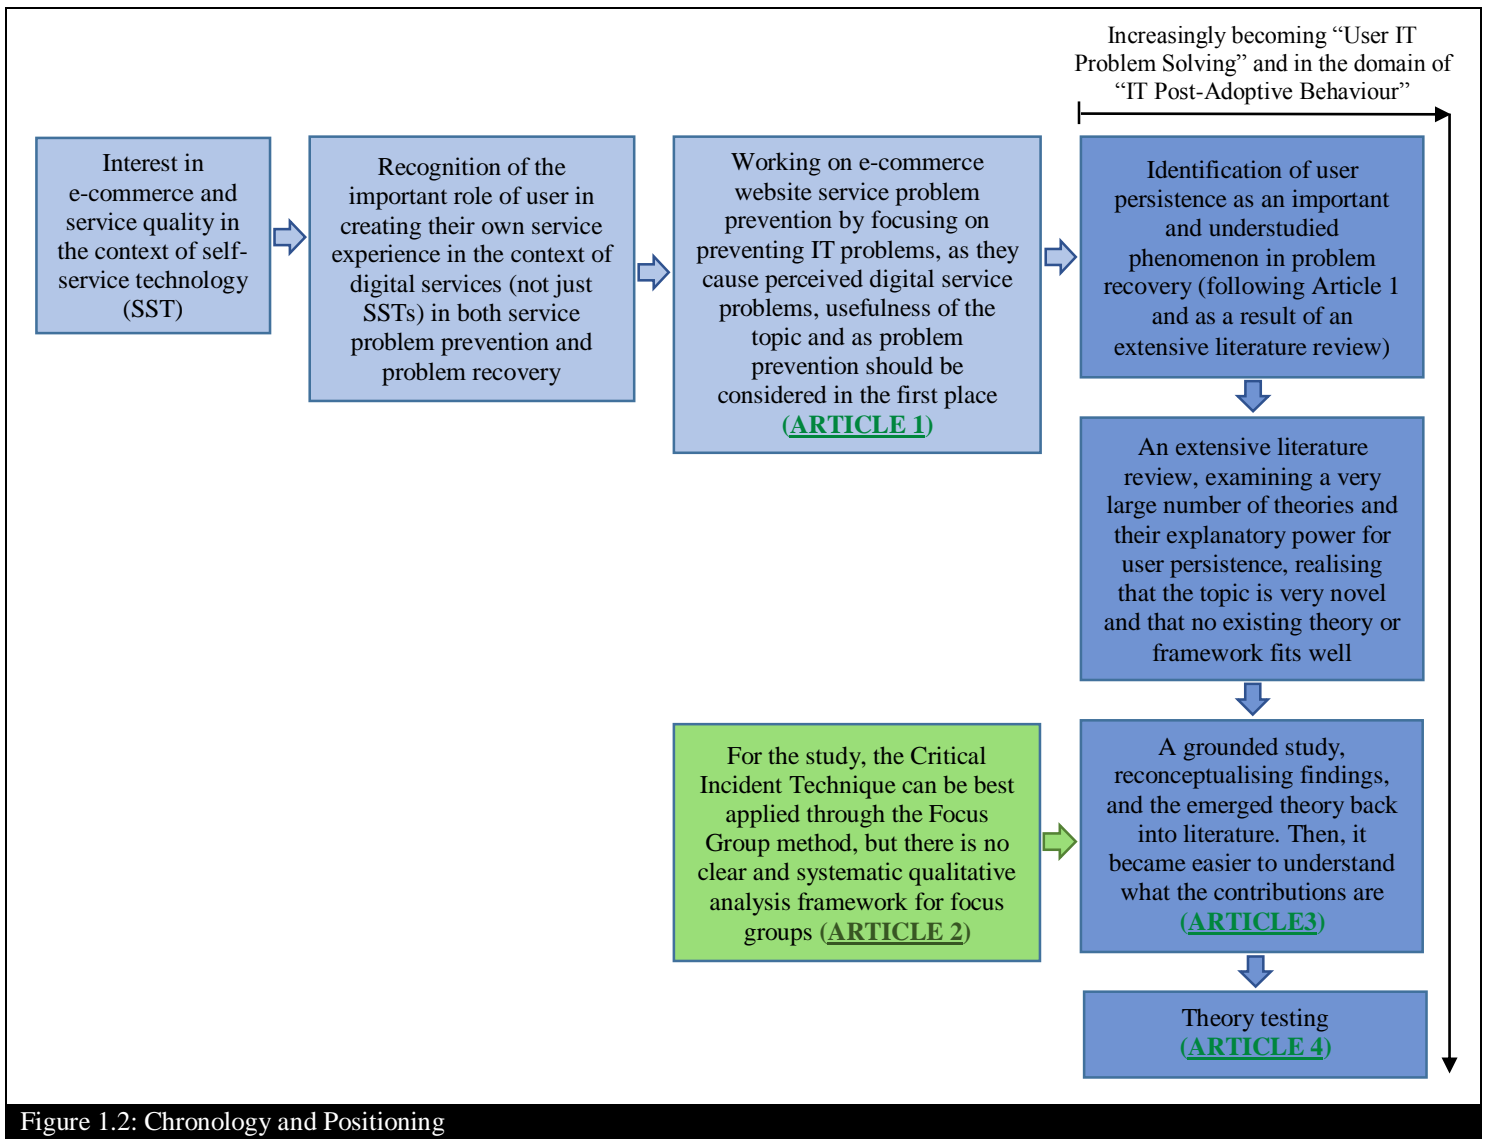 Increasingly becoming “User IT
Problem Solving” and in the domain of
“IT Post-Adoptive Behaviour”
Interest in
e-commerce and
service quality in
the context of self-
service technology
(SST)
Recognition of the
important role of user in
creating their own service
experience in the context of
digital services (not just
SSTs) in both service
problem prevention and
problem recovery
Working on e-commerce
website service problem
prevention by focusing on
preventing IT problems, as they
cause perceived digital service
problems, usefulness of the
topic and as problem
prevention should be
considered in the first place
(ARTICLE 1)
Identification of user
persistence as an important
and understudied
phenomenon in problem
recovery (following Article 1
and as a result of an
extensive literature review)
An extensive literature
review, examining a very
large number of theories and
their explanatory power for
user persistence, realising
that the topic is very novel
and that no existing theory or
framework fits well
For the study, the Critical
Incident Technique can be best
applied through the Focus
Group method, but there is no
clear and systematic qualitative
analysis framework for focus
groups (ARTICLE 2)
A grounded study,
reconceptualising findings,
and the emerged theory back
into literature. Then, it
became easier to understand
what the contributions are
(ARTICLE3)
Theory testing
(ARTICLE 4)
Figure 1.2: Chronology and Positioning